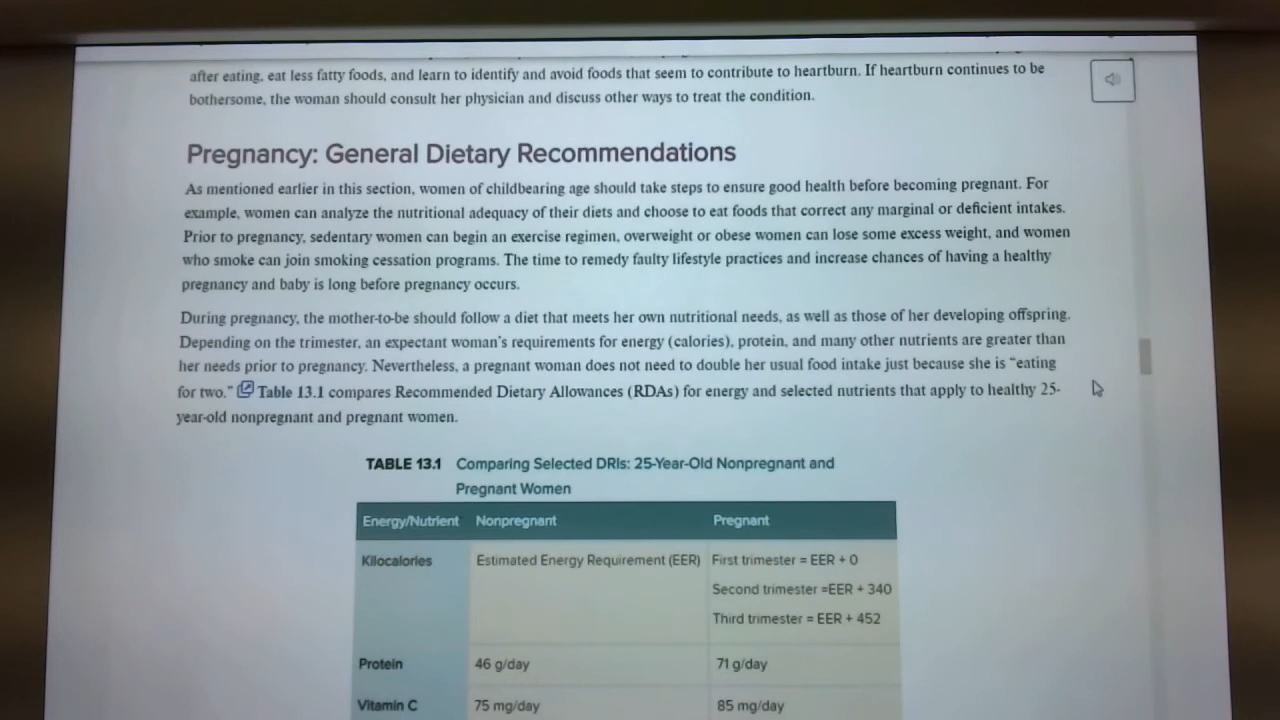 after eating, eat less fatty foods, and learn to identify and avoid foods that seem to contribute to heartburn. If heartburn continues to be
bothersome, the woman should consult her physician and discuss other ways to treat the condition.
Pregnancy: General Dietary Recommendations
As mentioned earlier in this section, women of childbearing age should take steps to ensure good health before becoming pregnant. For
example, women can analyze the nutritional adequacy of their diets and choose to eat foods that correct any marginal or deficient intakes.
Prior to pregnancy, sedentary women can begin an exercise regimen, overweight or obese women can lose some excess weight, and women
who smoke can join smoking cessation programs. The time to remedy faulty lifestyle practices and increase chances of having a healthy
pregnancy and baby is long before pregnancy occurs.
During pregnancy, the mother-to-be should follow a diet that meets her own nutritional needs, as well as those of her developing offspring.
Depending on the trimester, an expectant woman's requirements for energy (calories), protein, and many other nutrients are greater than
her needs prior to pregnancy. Nevertheless, a pregnant woman does not need to double her usual food intake just because she is "eating
for two." Table 13.1 compares Recommended Dietary Allowances (RDAs) for energy and selected nutrients that apply to healthy 25-
year-old nonpregnant and pregnant women.
TABLE 13.1 Comparing Selected DRIs: 25-Year-Old Nonpregnant and
Pregnant Women
Energy/Nutrient Nonpregnant Pregnant
Kilocalories Estimated Energy Requirement (EER) First trimester = EER + 0
Second trimester =EER + 340
Third trimester = EER + 452
Protein 46 g/day 71 g/day
Vitamin C 75 mg/day 85 mg/day